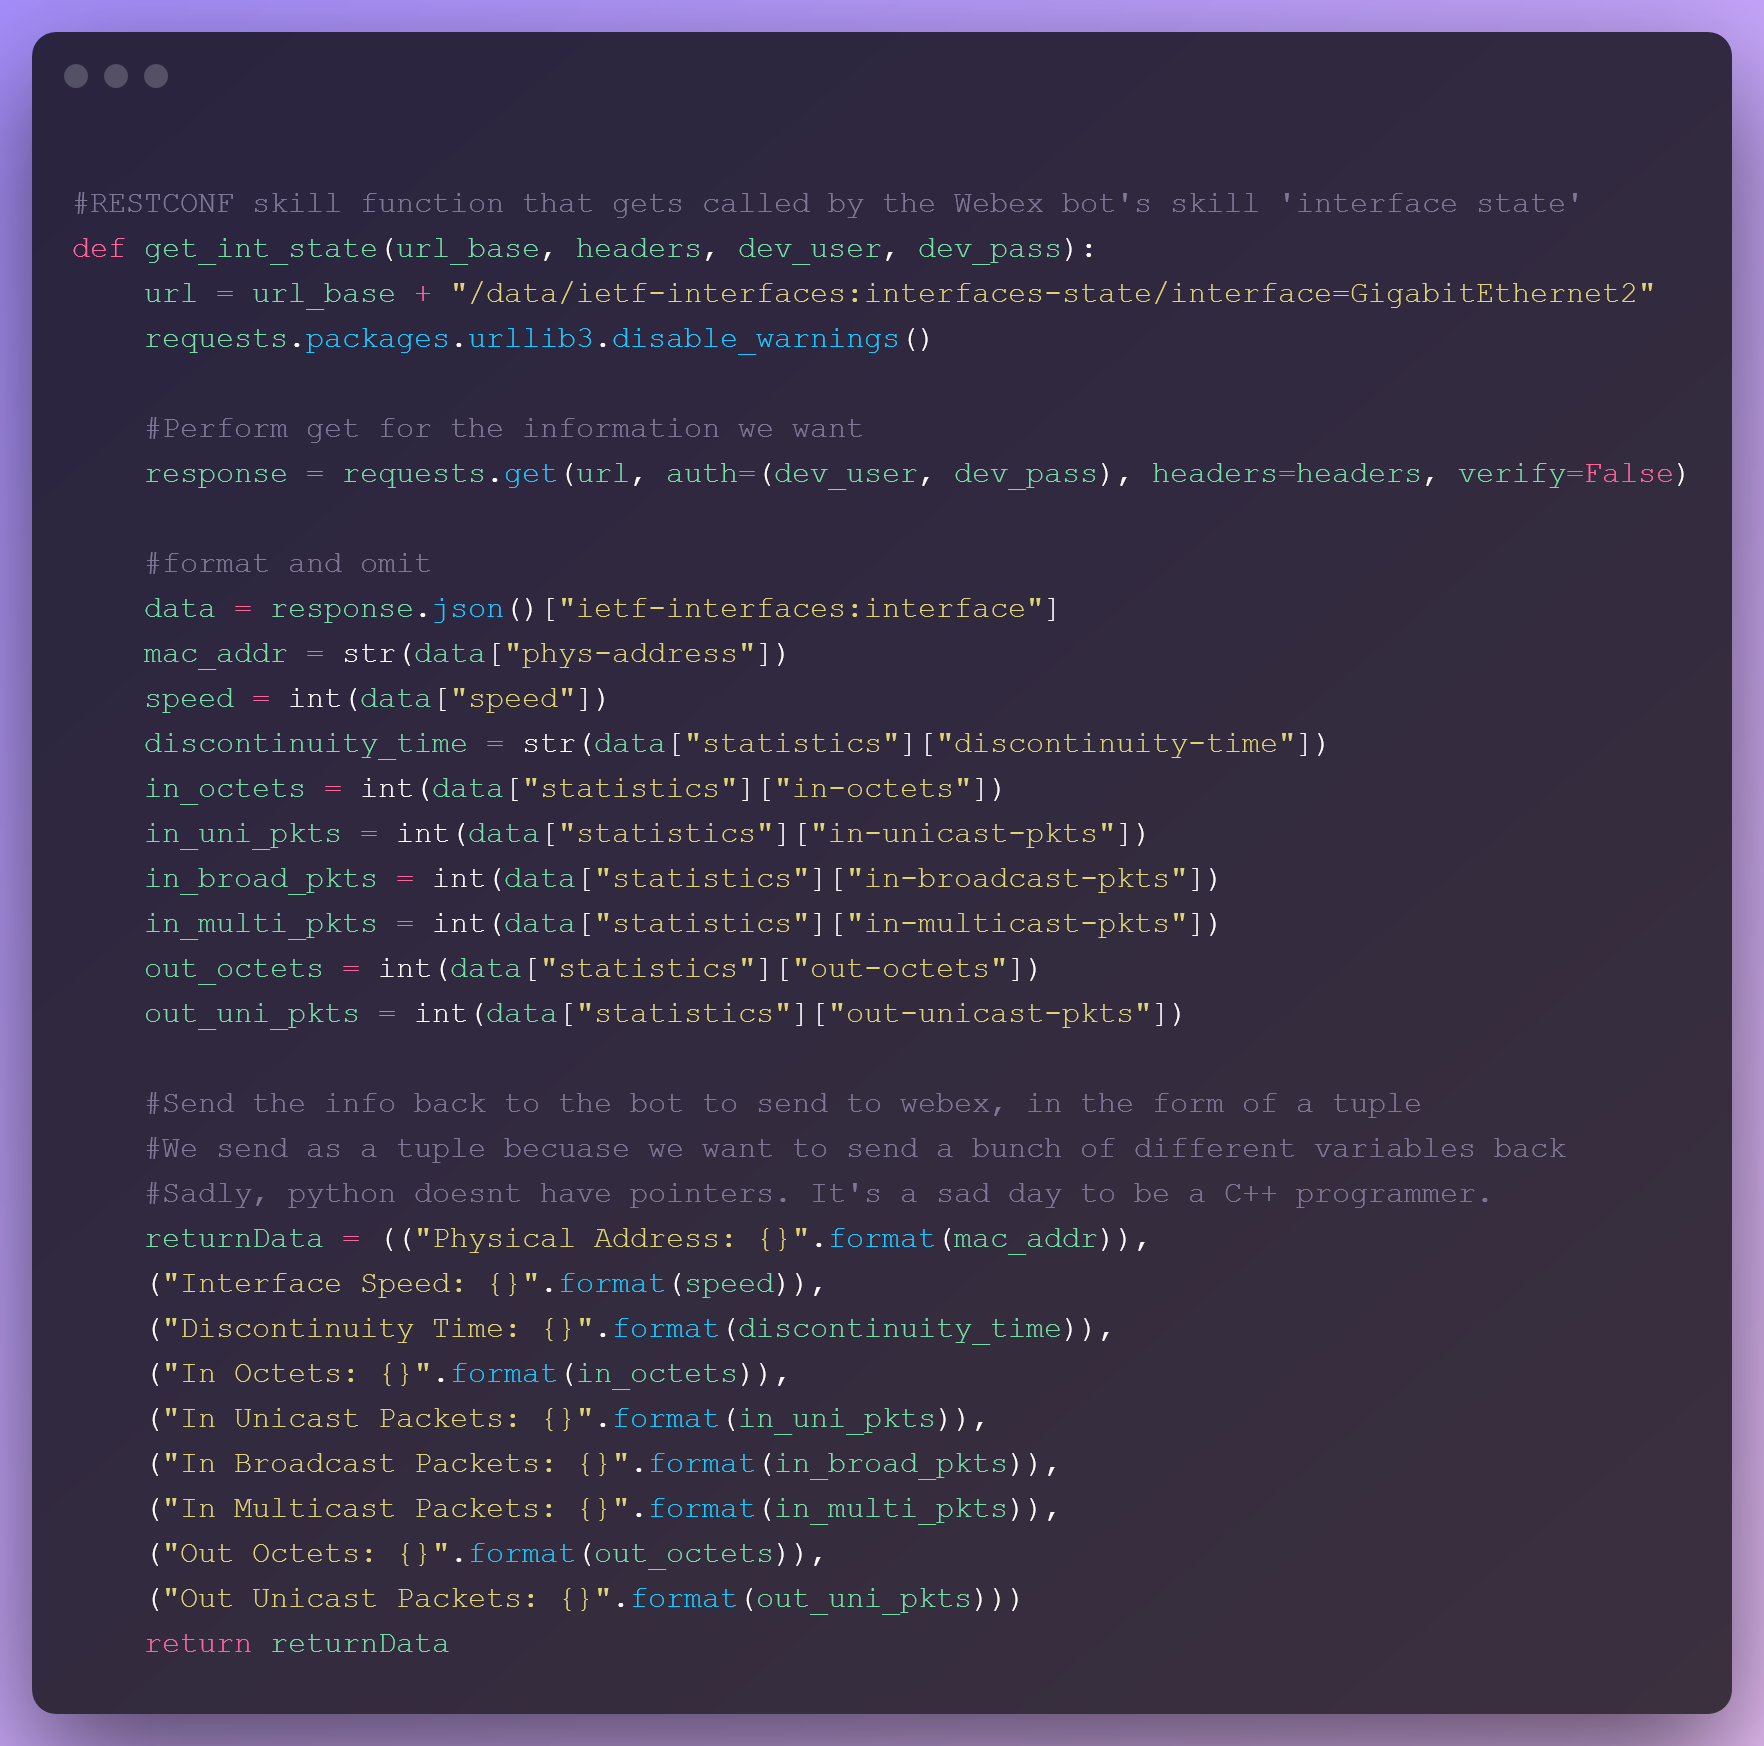 #RESTCONF skill function that gets called by the Webex bot's skill 'interface state'
def get_int_state(url_base, headers, dev_user, dev_pass):
    url = url_base + "/data/ietf-interfaces:interfaces-state/interface=GigabitEthernet2"
    requests.packages.urllib3.disable_warnings()

    #Perform get for the information we want
    response = requests.get(url, auth=(dev_user, dev_pass), headers=headers, verify=False)

    #format and omit
    data = response.json()["ietf-interfaces:interface"]
    mac_addr = str(data["phys-address"])
    speed = int(data["speed"])
    discontinuity_time = str(data["statistics"]["discontinuity-time"])
    in_octets = int(data["statistics"]["in-octets"])
    in_uni_pkts = int(data["statistics"]["in-unicast-pkts"])
    in_broad_pkts = int(data["statistics"]["in-broadcast-pkts"])
    in_multi_pkts = int(data["statistics"]["in-multicast-pkts"])
    out_octets = int(data["statistics"]["out-octets"])
    out_uni_pkts = int(data["statistics"]["out-unicast-pkts"])

    #Send the info back to the bot to send to webex, in the form of a tuple
    #We send as a tuple becuase we want to send a bunch of different variables back
    #Sadly, python doesnt have pointers. It's a sad day to be a C++ programmer.
    returnData = (("Physical Address: {}".format(mac_addr)),
    ("Interface Speed: {}".format(speed)),
    ("Discontinuity Time: {}".format(discontinuity_time)),
    ("In Octets: {}".format(in_octets)),
    ("In Unicast Packets: {}".format(in_uni_pkts)),
    ("In Broadcast Packets: {}".format(in_broad_pkts)),
    ("In Multicast Packets: {}".format(in_multi_pkts)),
    ("Out Octets: {}".format(out_octets)),
    ("Out Unicast Packets: {}".format(out_uni_pkts)))
    return returnData